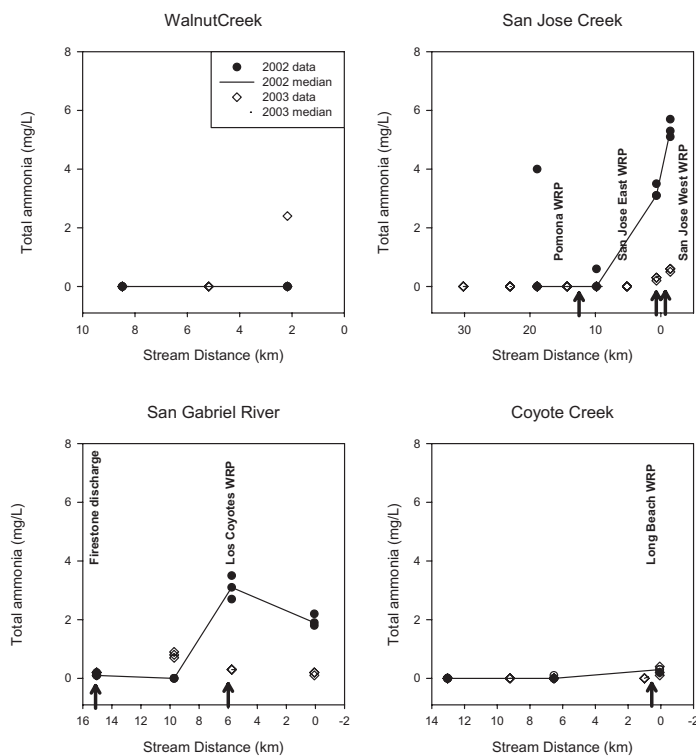 WalnutCreek
8
6
4
2
0
Total ammonia (mg/L)
2002 data
2002 median
2003 data
2003 median
10 8 6 4 2 0
Stream Distance (km)
San Jose Creek
8
6
4
2
0
Total ammonia (mg/L)
Pomona WRP
San Jose East WRP
San Jose West WRP
30 20 10 0
Stream Distance (km)
San Gabriel River
8
6
4
2
0
Total ammonia (mg/L)
Firestone discharge
Los Coyotes WRP
16 14 12 10 8 6 4 2 0 -2
Stream Distance (km)
Coyote Creek
8
6
4
2
0
Total ammonia (mg/L)
Long Beach WRP
14 12 10 8 6 4 2 0 -2
Stream Distance (km)